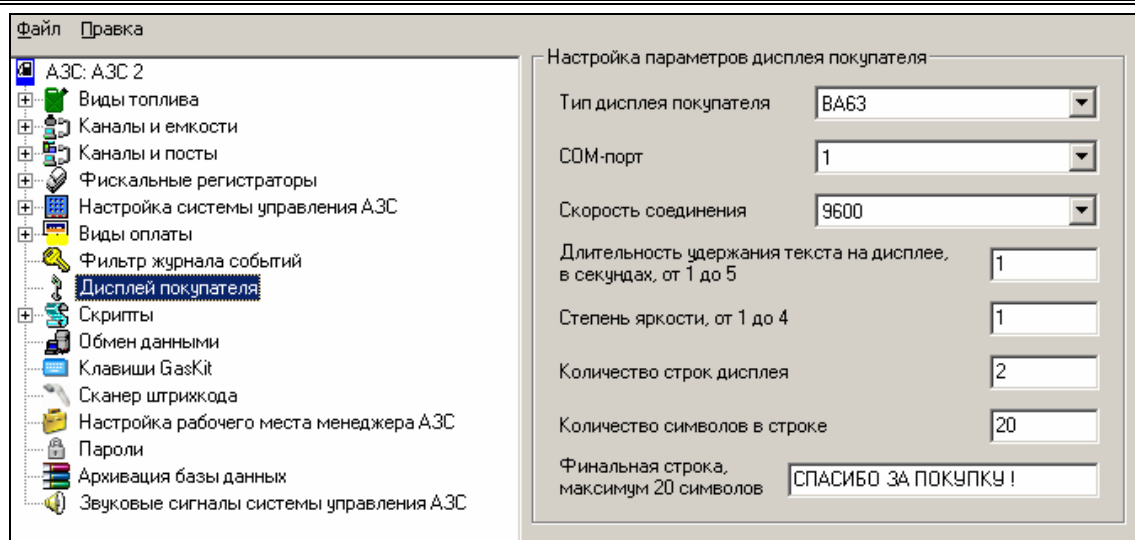 Файл Правка
АЗС: АЗС 2
Виды топлива
Каналы и емкости
Каналы и посты
Фискальные регистраторы
Настройка системы управления АЗС
Виды оплаты
Фильтр журнала событий
Дисплей покупателя
Скрипты
Обмен данными
Клавиши GasKit
Сканер штрихкода
Настройка рабочего места менеджера АЗС
Пароли
Архивация базы данных
Звуковые сигналы системы управления АЗС
Настройка параметров дисплея покупателя
Тип дисплея покупателя BA63
COM-порт 1
Скорость соединения 9600
Длительность удержания текста на дисплее,
в секундах, от 1 до 5 1
Степень яркости, от 1 до 4 1
Количество строк дисплея 2
Количество символов в строке 20
Финальная строка,
максимум 20 символов СПАСИБО ЗА ПОКУПКУ !